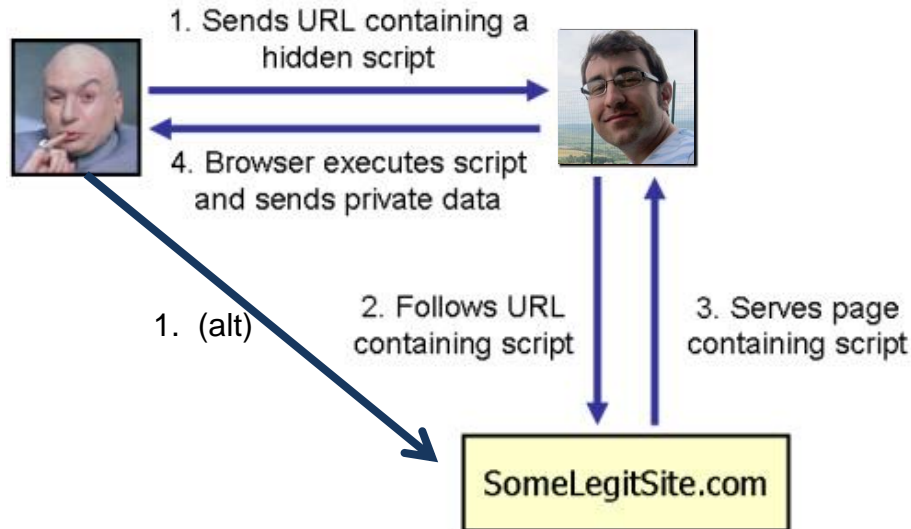 1. Sends URL containing a
hidden script
4. Browser executes script
and sends private data
1. (alt)
2. Follows URL
containing script
3. Serves page
containing script
SomeLegitSite.com